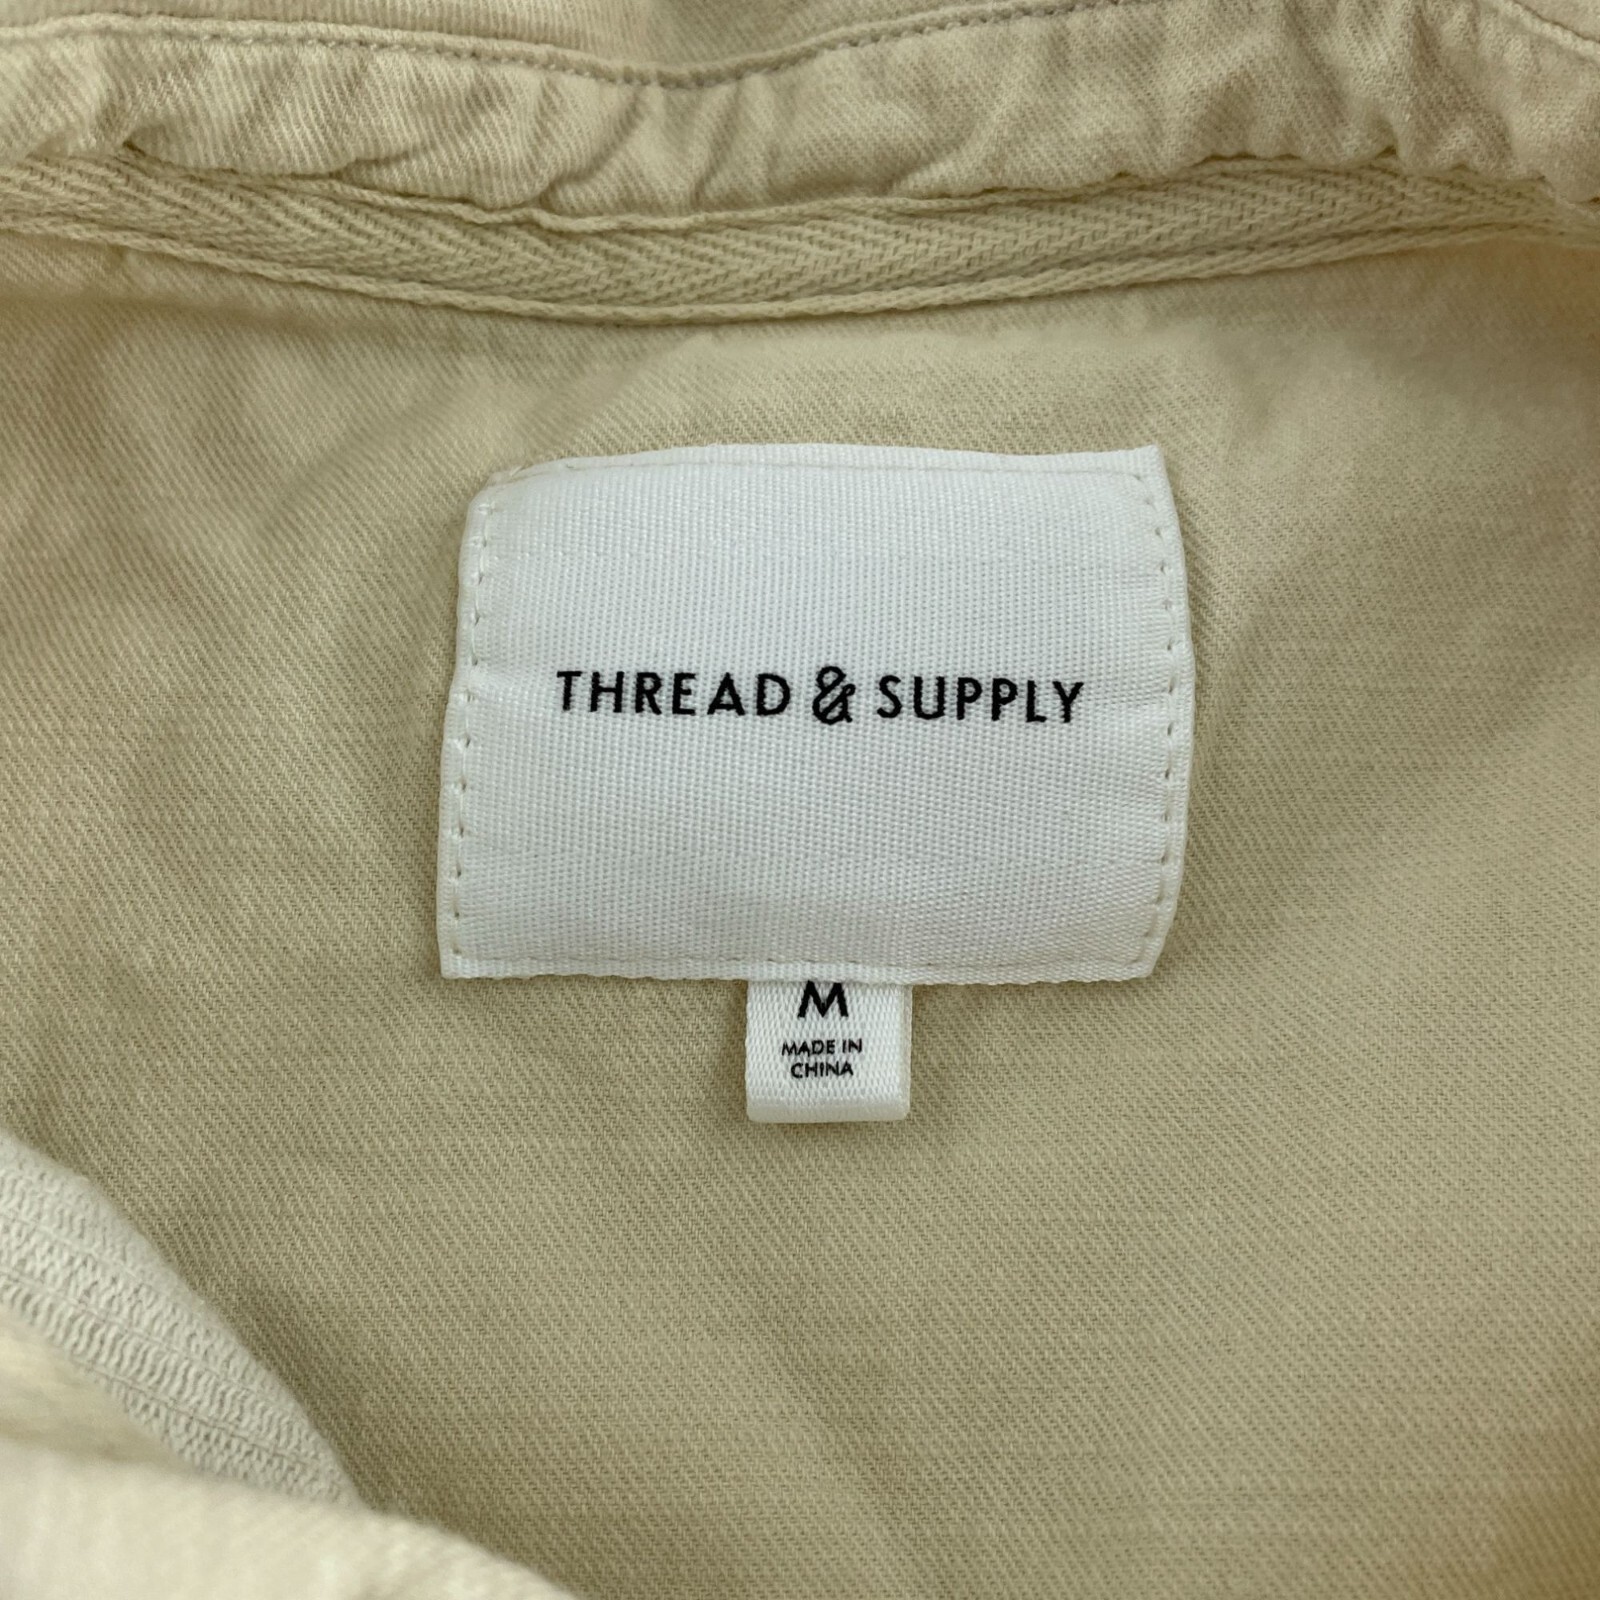 THREAD & SUPPLY
M
MADE IN
CHINA